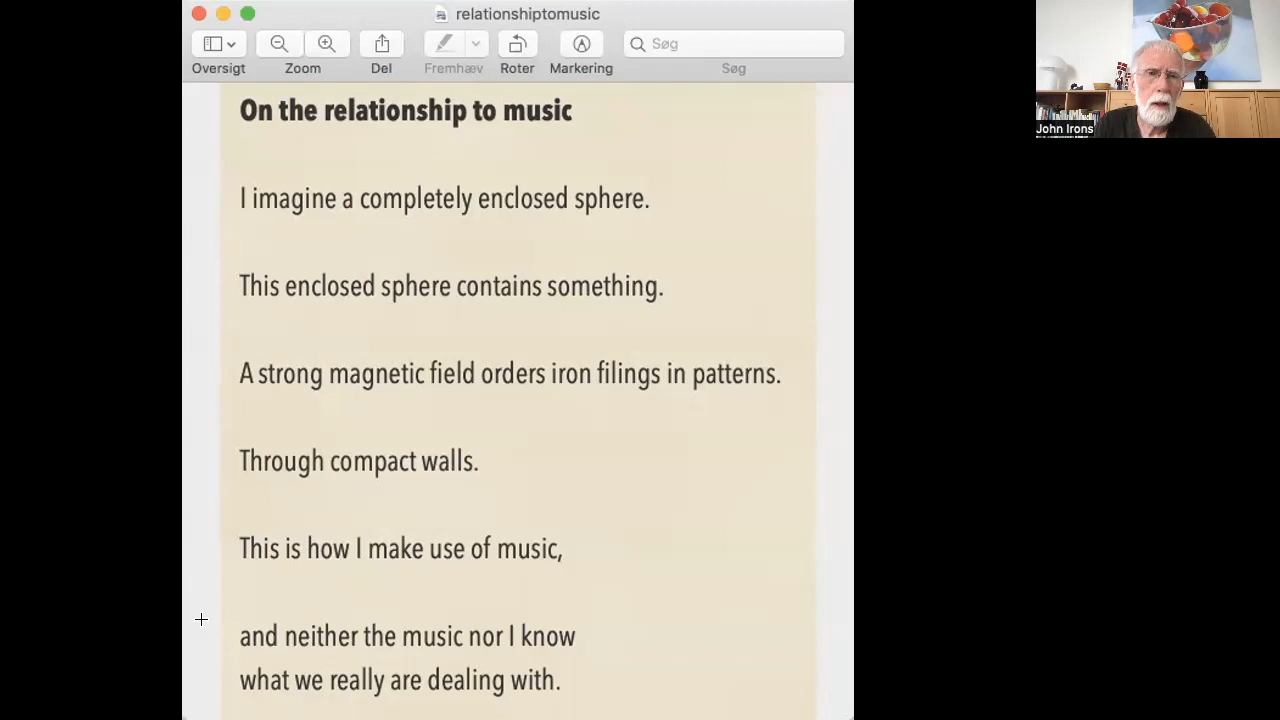 relationshiptomusic
Søg
Oversigt
Zoom
Del
Fremhæv
Roter
Markering
Søg
On the relationship to music
I imagine a completely enclosed sphere.
This enclosed sphere contains something.
A strong magnetic field orders iron filings in patterns.
Through compact walls.
This is how I make use of music,
and neither the music nor I know
what we really are dealing with.
John Irons